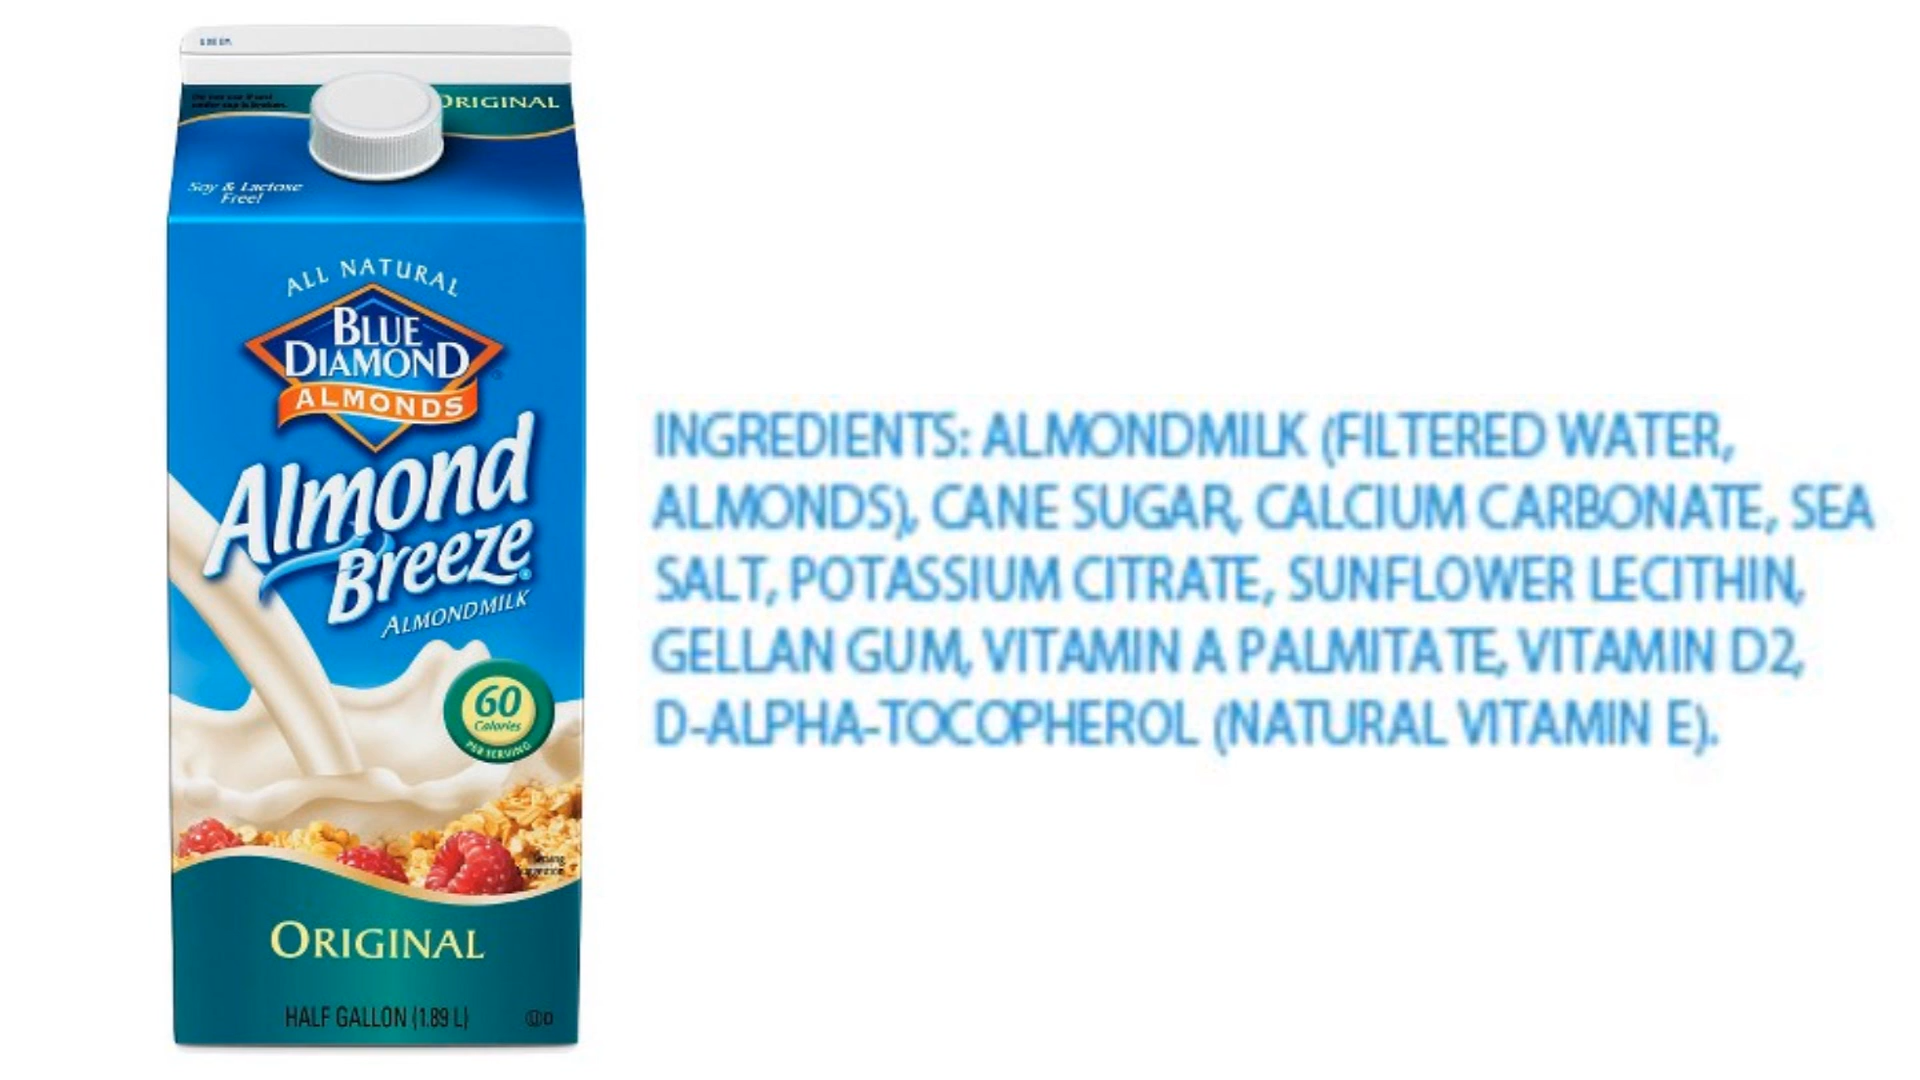 ORIGINAL
Soy & Lactose
Free!
ALL NATURAL
BLUE
DIAMOND
ALMONDS
Almond
Breeze®
ALMONDMILK
60
Calories
PER SERVING
Serving
Suggestion
ORIGINAL
HALF GALLON (1.89 L)
INGREDIENTS: ALMONDMILK (FILTERED WATER,
ALMONDS), CANE SUGAR, CALCIUM CARBONATE, SEA
SALT, POTASSIUM CITRATE, SUNFLOWER LECITHIN,
GELLAN GUM, VITAMIN A PALMITATE, VITAMIN D2,
D-ALPHA-TOCOPHEROL (NATURAL VITAMIN E).